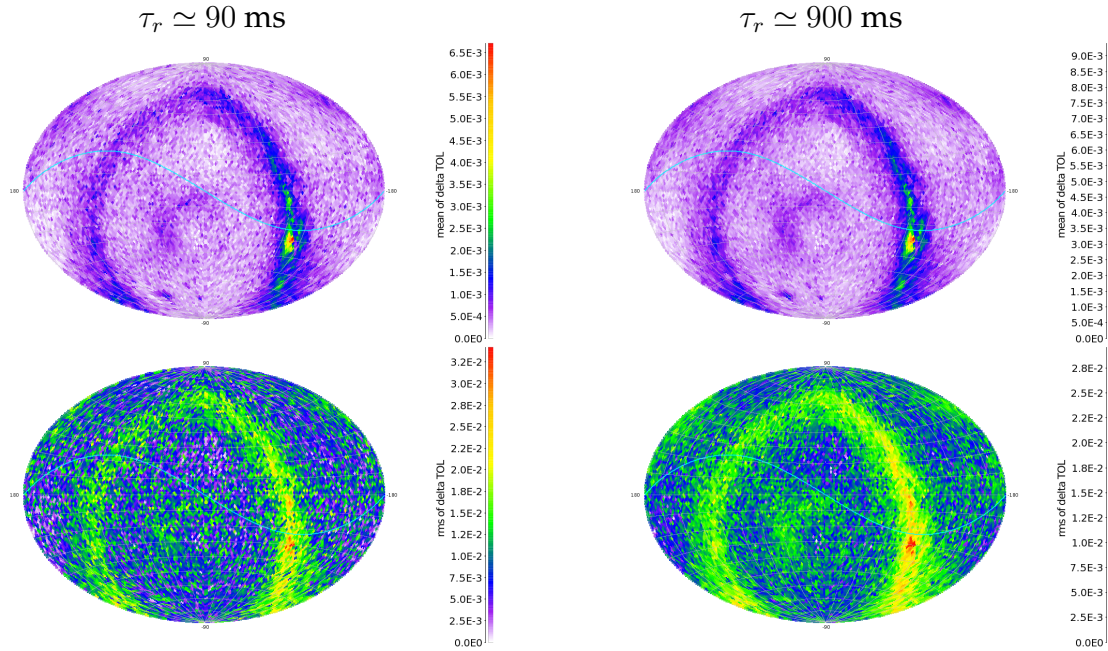 τr ≃ 90 ms
90
180
-180
-90
mean of delta TOL
6.5E-3
6.0E-3
5.5E-3
5.0E-3
4.5E-3
4.0E-3
3.5E-3
3.0E-3
2.5E-3
2.0E-3
1.5E-3
1.0E-3
5.0E-4
0.0E0
τr ≃ 900 ms
90
180
-180
-90
mean of delta TOL
9.0E-3
8.5E-3
8.0E-3
7.5E-3
7.0E-3
6.5E-3
6.0E-3
5.5E-3
5.0E-3
4.5E-3
4.0E-3
3.5E-3
3.0E-3
2.5E-3
2.0E-3
1.5E-3
1.0E-3
5.0E-4
0.0E0
90
180
-180
-90
rms of delta TOL
3.2E-2
3.0E-2
2.8E-2
2.5E-2
2.2E-2
2.0E-2
1.8E-2
1.5E-2
1.2E-2
1.0E-2
7.5E-3
5.0E-3
2.5E-3
0.0E0
90
180
-180
-90
rms of delta TOL
2.8E-2
2.5E-2
2.2E-2
2.0E-2
1.8E-2
1.5E-2
1.2E-2
1.0E-2
7.5E-3
5.0E-3
2.5E-3
0.0E0